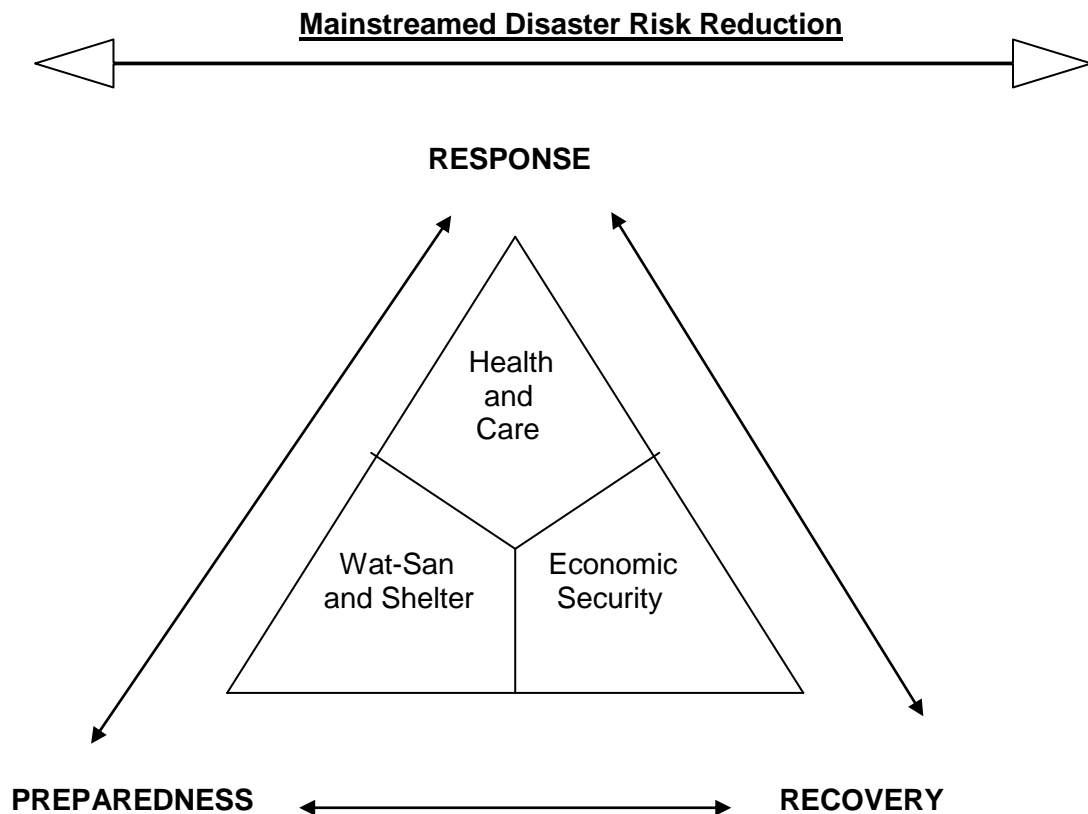 Mainstreamed Disaster Risk Reduction
RESPONSE
Health
and
Care
Wat-San
and Shelter
Economic
Security
PREPAREDNESS
RECOVERY